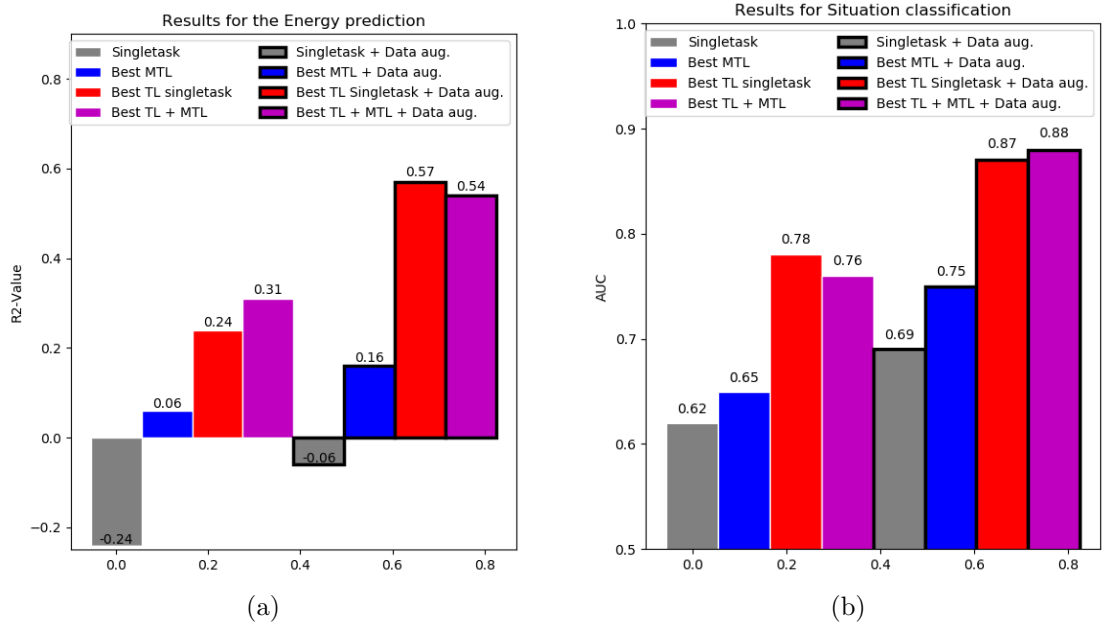 Results for the Energy prediction
Singletask
Best MTL
Best TL singletask
Best TL + MTL
Singletask + Data aug.
Best MTL + Data aug.
Best TL Singletask + Data aug.
Best TL + MTL + Data aug.
R2-Value
0.8
0.6
0.4
0.2
0.0
−0.2
-0.24
0.06
0.24
0.31
-0.06
0.16
0.57
0.54
0.0 0.2 0.4 0.6 0.8
(a)
Results for Situation classification
Singletask
Best MTL
Best TL singletask
Best TL + MTL
Singletask + Data aug.
Best MTL + Data aug.
Best TL Singletask + Data aug.
Best TL + MTL + Data aug.
AUC
1.0
0.9
0.8
0.7
0.6
0.5
0.62
0.65
0.78
0.76
0.69
0.75
0.87
0.88
0.0 0.2 0.4 0.6 0.8
(b)